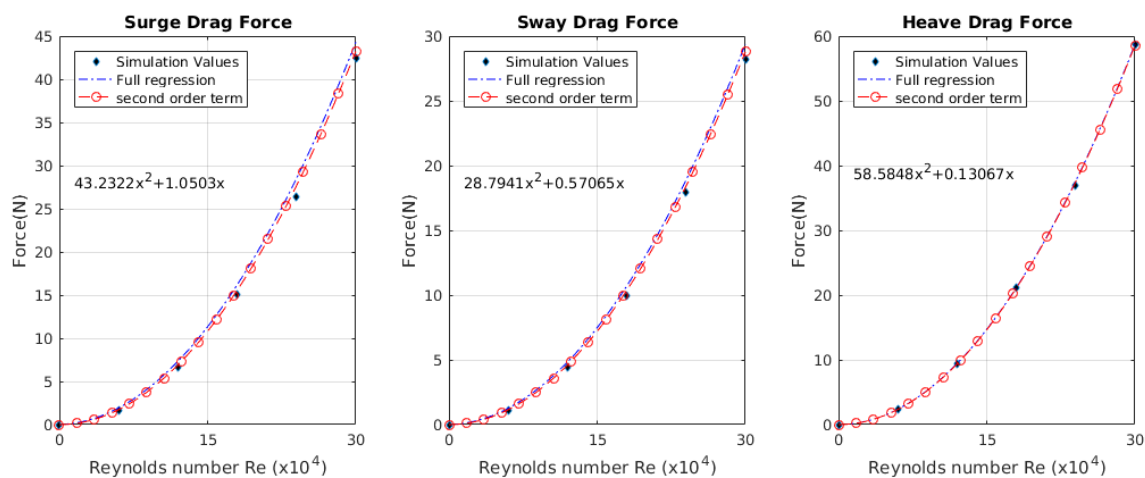 Surge Drag Force
45
40
35
30
25
20
15
10
5
0
Force(N)
Simulation Values
Full regression
second order term
43.2322x²+1.0503x
0
15
30
Reynolds number Re (x10⁴)
Sway Drag Force
30
25
20
15
10
5
0
Force(N)
Simulation Values
Full regression
second order term
28.7941x²+0.57065x
0
15
30
Reynolds number Re (x10⁴)
Heave Drag Force
60
50
40
30
20
10
0
Force(N)
Simulation Values
Full regression
second order term
58.5848x²+0.13067x
0
15
30
Reynolds number Re (x10⁴)